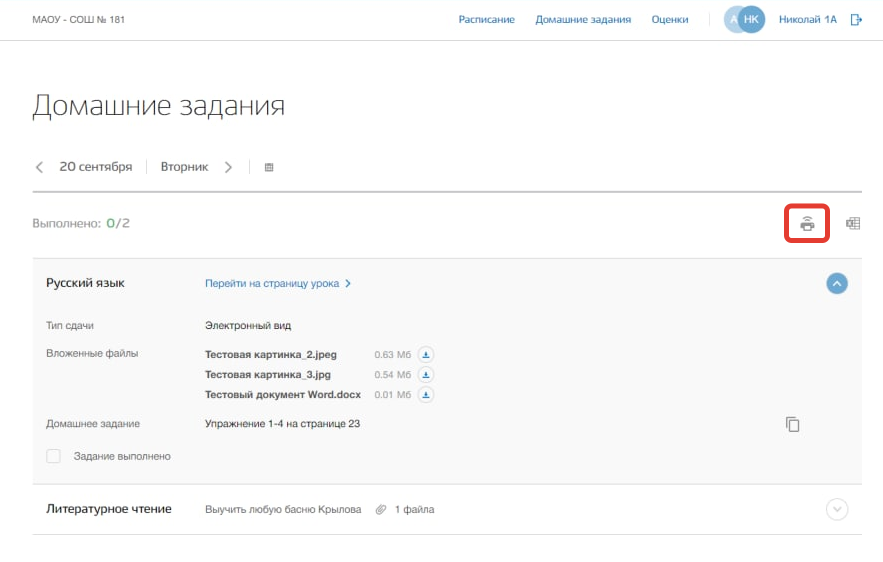 МАОУ - СОШ № 181 Расписание Домашние задания Оценки А НК Николай 1А
Домашние задания
20 сентября Вторник
Выполнено: 0/2
Русский язык Перейти на страницу урока
Тип сдачи Электронный вид
Вложенные файлы Тестовая картинка_2.jpeg 0.63 Мб
Тестовая картинка_3.jpg 0.54 Мб
Тестовый документ Word.docx 0.01 Мб
Домашнее задание Упражнение 1-4 на странице 23
Задание выполнено
Литературное чтение Выучить любую басню Крылова 1 файла